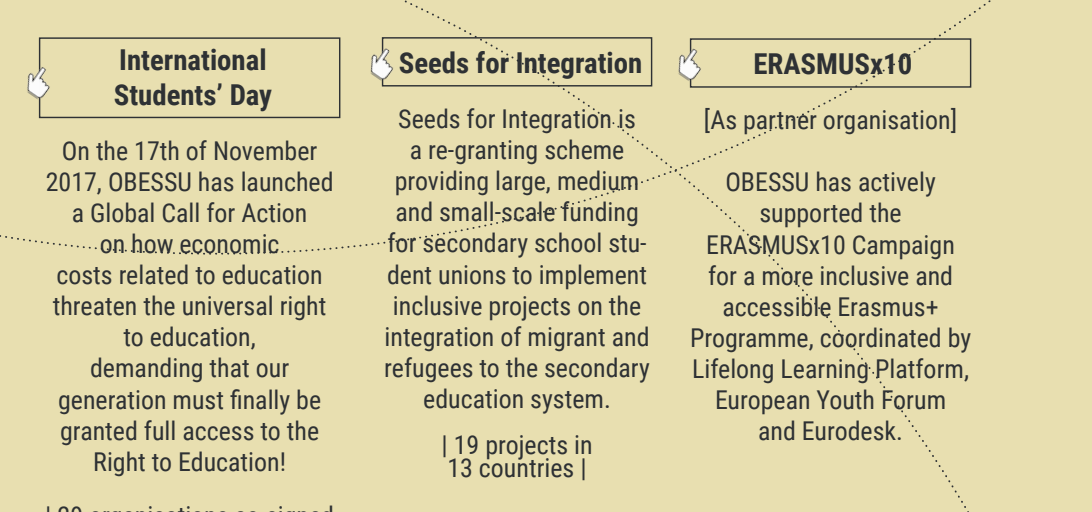 International
Students’ Day
On the 17th of November
2017, OBESSU has launched
a Global Call for Action
on how economic
costs related to education
threaten the universal right
to education,
demanding that our
generation must finally be
granted full access to the
Right to Education!
organisations co-signed
Seeds for Integration
Seeds for Integration is
a re-granting scheme
providing large, medium
and small-scale funding
for secondary school stu-
dent unions to implement
inclusive projects on the
integration of migrant and
refugees to the secondary
education system.
| 19 projects in
13 countries |
ERASMUSx10
[As partner organisation]
OBESSU has actively
supported the
ERASMUSx10 Campaign
for a more inclusive and
accessible Erasmus+
Programme, coordinated by
Lifelong Learning Platform,
European Youth Forum
and Eurodesk.